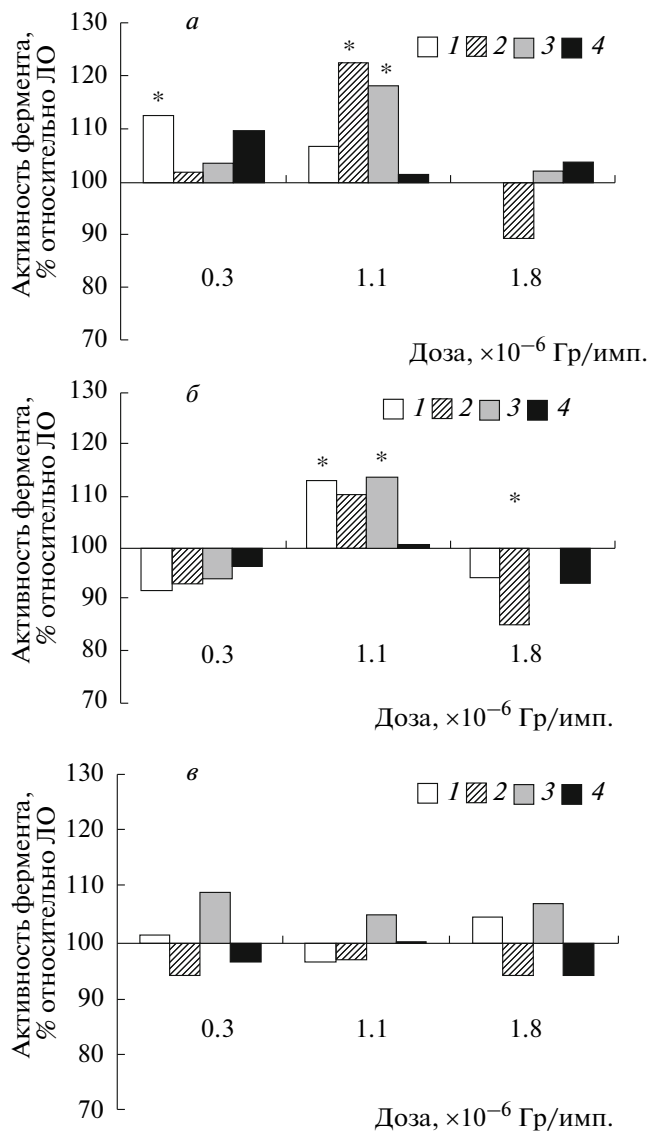 Активность фермента,
% относительно ЛО
130
120
110
100
90
80
70
а
1 2 3 4
* * *
0.3 1.1 1.8
Доза, ×10−6 Гр/имп.
Активность фермента,
% относительно ЛО
130
120
110
100
90
80
70
б
1 2 3 4
* * *
0.3 1.1 1.8
Доза, ×10−6 Гр/имп.
Активность фермента,
% относительно ЛО
130
120
110
100
90
80
70
в
1 2 3 4
0.3 1.1 1.8
Доза, ×10−6 Гр/имп.